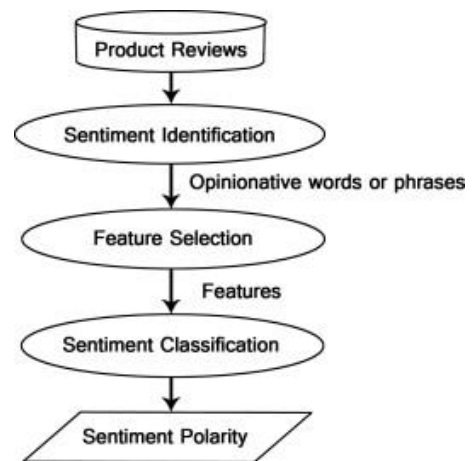 Product Reviews
Sentiment Identification
Opinionative words or phrases
Feature Selection
Features
Sentiment Classification
Sentiment Polarity